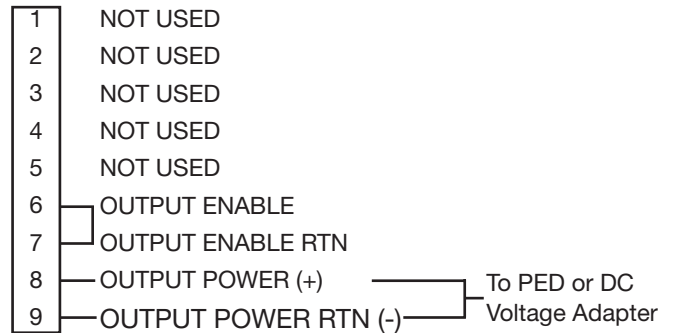 1 NOT USED
2 NOT USED
3 NOT USED
4 NOT USED
5 NOT USED
6 OUTPUT ENABLE
7 OUTPUT ENABLE RTN
8 OUTPUT POWER (+)
9 OUTPUT POWER RTN (-)
To PED or DC
Voltage Adapter